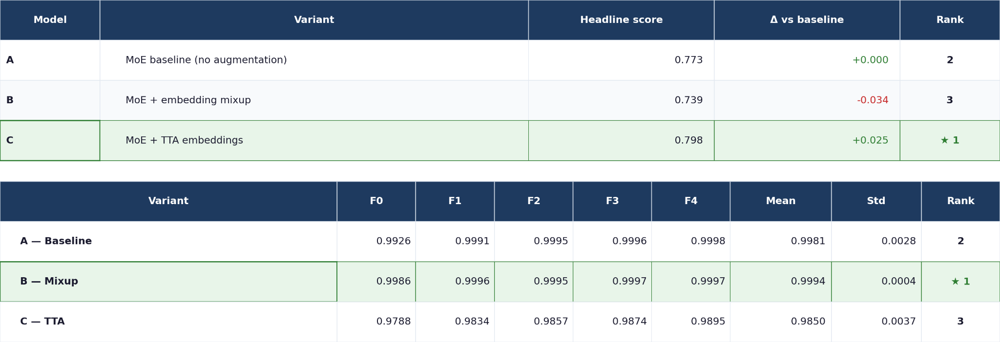 Model Variant Headline score Δ vs baseline Rank
A MoE baseline (no augmentation) 0.773 +0.000 2
B MoE + embedding mixup 0.739 -0.034 3
C MoE + TTA embeddings 0.798 +0.025 ★ 1
Variant F0 F1 F2 F3 F4 Mean Std Rank
A — Baseline 0.9926 0.9991 0.9995 0.9996 0.9998 0.9981 0.0028 2
B — Mixup 0.9986 0.9996 0.9995 0.9997 0.9997 0.9994 0.0004 ★ 1
C — TTA 0.9788 0.9834 0.9857 0.9874 0.9895 0.9850 0.0037 3